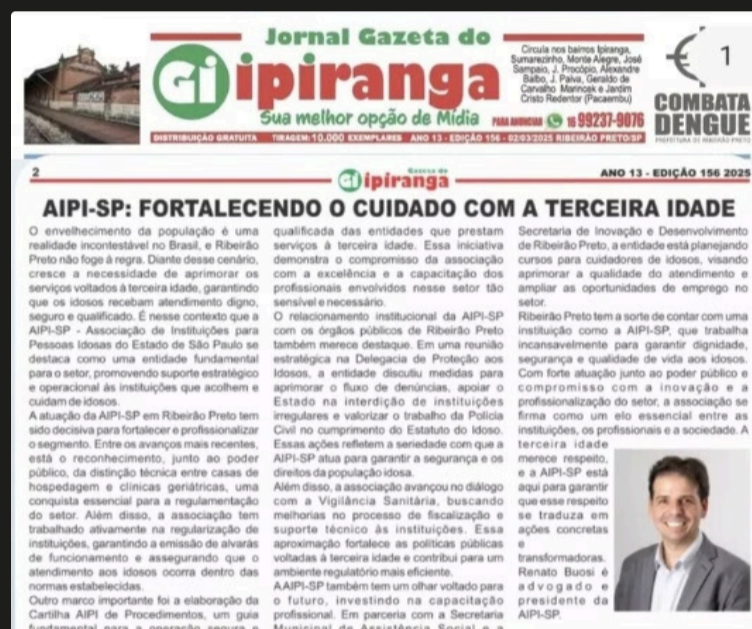 Jornal Gazeta do
Gi ipiranga
Sua melhor opção de Mídia
Circula nos bairros Ipiranga,
Sumarezinho, Monte Alegre, José
Sampaio, J. Procópio, Alexandre
Balbo, J. Paiva, Geraldo de
Carvalho Marincek e Jardim
Cristo Redentor (Pacaembu)
PARA ANUNCIAR 16 99237-9076
DISTRIBUIÇÃO GRATUITA TIRAGEM: 10.000 EXEMPLARES ANO 13 - EDIÇÃO 156 - 02/03/2025 RIBEIRÃO PRETO/SP
1
COMBATA
DENGUE
PREFEITURA DE RIBEIRÃO PRETO
2
Gazeta do
Gi ipiranga
ANO 13 - EDIÇÃO 156 2025
AIPI-SP: FORTALECENDO O CUIDADO COM A TERCEIRA IDADE
O envelhecimento da população é uma
realidade incontestável no Brasil, e Ribeirão
Preto não foge à regra. Diante desse cenário,
cresce a necessidade de aprimorar os
serviços voltados à terceira idade, garantindo
que os idosos recebam atendimento digno,
seguro e qualificado. É nesse contexto que a
AIPI-SP - Associação de Instituições para
Pessoas Idosas do Estado de São Paulo se
destaca como uma entidade fundamental
para o setor, promovendo suporte estratégico
e operacional às instituições que acolhem e
cuidam de idosos.
A atuação da AIPI-SP em Ribeirão Preto tem
sido decisiva para fortalecer e profissionalizar
o segmento. Entre os avanços mais recentes,
está o reconhecimento, junto ao poder
público, da distinção técnica entre casas de
hospedagem e clínicas geriátricas, uma
conquista essencial para a regulamentação
do setor. Além disso, a associação tem
trabalhado ativamente na regularização de
instituições, garantindo a emissão de alvarás
de funcionamento e assegurando que o
atendimento aos idosos ocorra dentro das
normas estabelecidas.
Outro marco importante foi a elaboração da
Cartilha AIPI de Procedimentos, um guia
fundamental para a operação segura e
qualificada das entidades que prestam
serviços à terceira idade. Essa iniciativa
demonstra o compromisso da associação
com a excelência e a capacitação dos
profissionais envolvidos nesse setor tão
sensível e necessário.
O relacionamento institucional da AIPI-SP
com os órgãos públicos de Ribeirão Preto
também merece destaque. Em uma reunião
estratégica na Delegacia de Proteção aos
Idosos, a entidade discutiu medidas para
aprimorar o fluxo de denúncias, apoiar o
Estado na interdição de instituições
irregulares e valorizar o trabalho da Polícia
Civil no cumprimento do Estatuto do Idoso.
Essas ações refletem a seriedade com que a
AIPI-SP atua para garantir a segurança e os
direitos da população idosa.
Além disso, a associação avançou no diálogo
com a Vigilância Sanitária, buscando
melhorias no processo de fiscalização e
suporte técnico às instituições. Essa
aproximação fortalece as políticas públicas
voltadas à terceira idade e contribui para um
ambiente regulatório mais eficiente.
A AIPI-SP também tem um olhar voltado para
o futuro, investindo na capacitação
profissional. Em parceria com a Secretaria
Municipal de Assistência Social e a
Secretaria de Inovação e Desenvolvimento
de Ribeirão Preto, a entidade está planejando
cursos para cuidadores de idosos, visando
aprimorar a qualidade do atendimento e
ampliar as oportunidades de emprego no
setor.
Ribeirão Preto tem a sorte de contar com uma
instituição como a AIPI-SP, que trabalha
incansavelmente para garantir dignidade,
segurança e qualidade de vida aos idosos.
Com forte atuação junto ao poder público e
compromisso com a inovação e a
profissionalização do setor, a associação se
firma como um elo essencial entre as
instituições, os profissionais e a sociedade. A
terceira idade
merece respeito,
e a AIPI-SP está
aqui para garantir
que esse respeito
se traduza em
ações concretas
e
transformadoras.
Renato Buosi é
advogado e
presidente da
AIPI-SP.